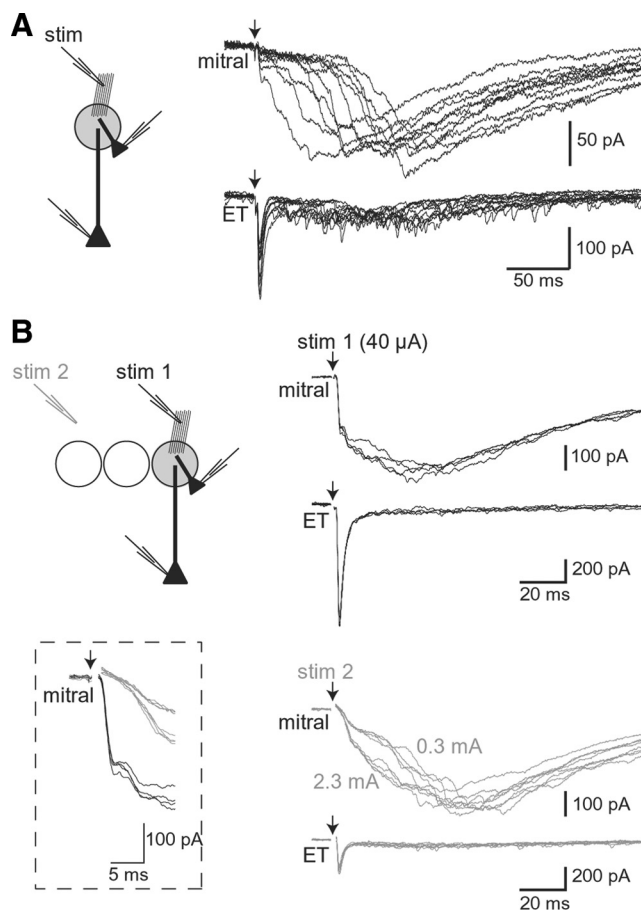 A
stim
mitral
50 pA
ET
100 pA
50 ms
B
stim 2
stim 1
stim 1 (40 µA)
mitral
100 pA
ET
200 pA
20 ms
mitral
100 pA
5 ms
stim 2
mitral
0.3 mA
2.3 mA
100 pA
ET
200 pA
20 ms